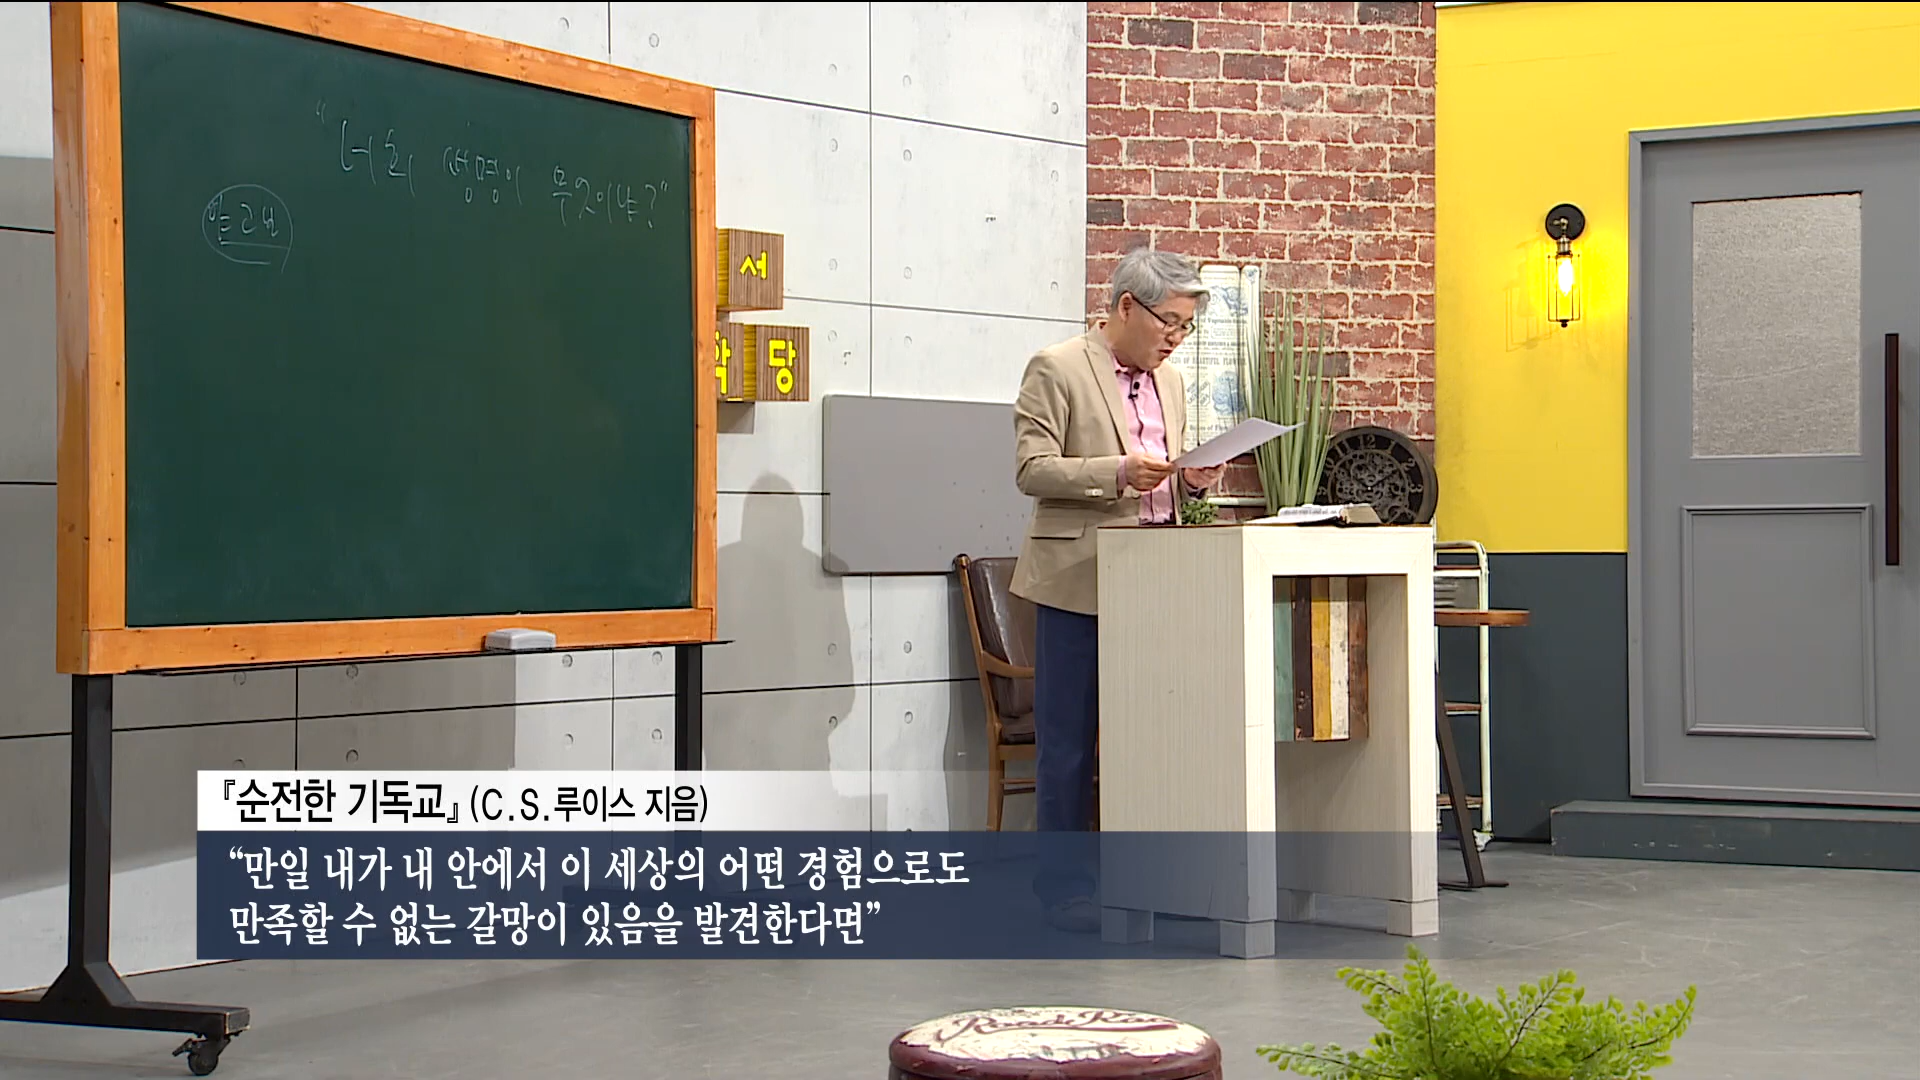 “너희 생명이 무엇이냐?”
서
학당
『순전한 기독교』 (C.S.루이스 지음)
“만일 내가 내 안에서 이 세상의 어떤 경험으로도
만족할 수 없는 갈망이 있음을 발견한다면”